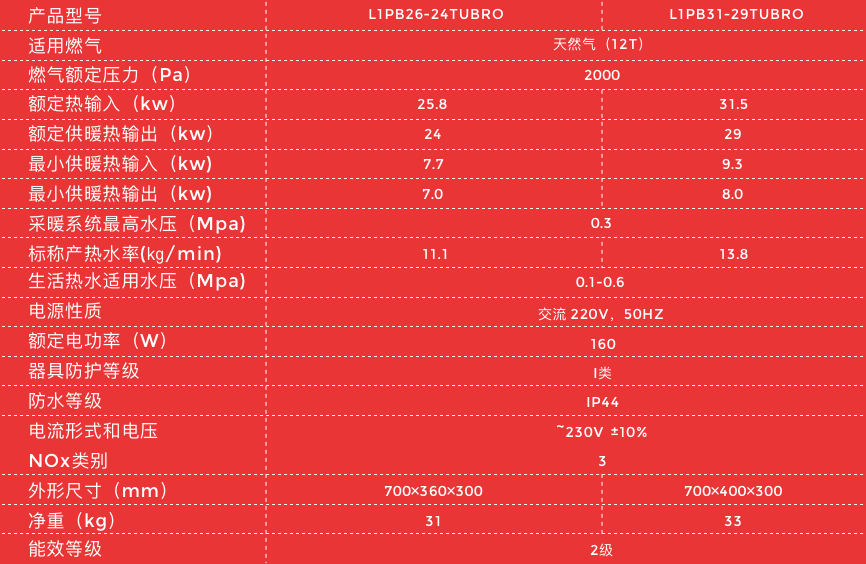 产品型号 L1PB26-24TUBRO L1PB31-29TUBRO
适用燃气 天然气（12T）
燃气额定压力（Pa） 2000
额定热输入（kw） 25.8 31.5
额定供暖热输出（kw） 24 29
最小供暖热输入（kw) 7.7 9.3
最小供暖热输出（kw) 7.0 8.0
采暖系统最高水压（Mpa) 0.3
标称产热水率(kg/min) 11.1 13.8
生活热水适用水压（Mpa) 0.1-0.6
电源性质 交流 220V，50HZ
额定电功率（W） 160
器具防护等级 I类
防水等级 IP44
电流形式和电压 ~230V ±10%
NOx类别 3
外形尺寸（mm） 700×360×300 700×400×300
净重（kg） 31 33
能效等级 2级